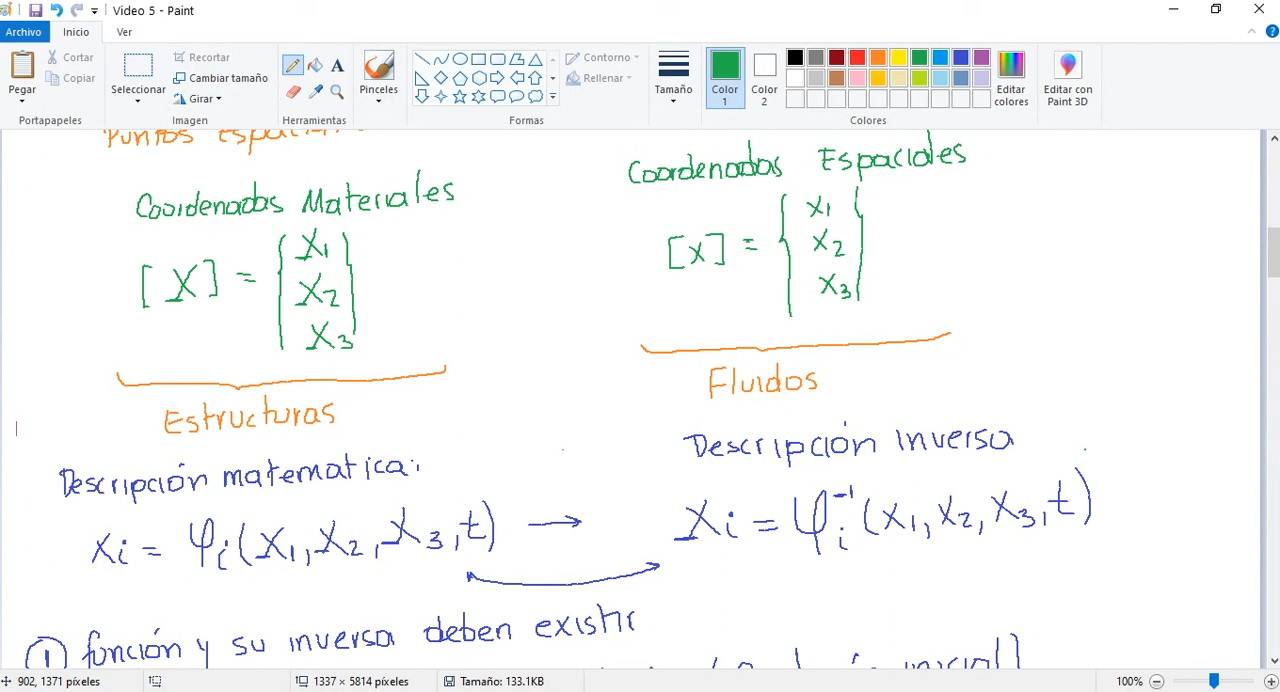 Video 5 - Paint
Archivo Inicio Ver
Pegar
Cortar
Copiar
Portapapeles
Seleccionar
Recortar
Cambiar tamaño
Girar
Imagen
A
Herramientas
Pinceles
Contorno
Rellenar
Formas
Tamaño
Color 1
Color 2
Editar colores
Colores
Editar con Paint 3D
Coordenadas Materiales
[X] = { X1
X2
X3 }
Estructuras
Coordenadas Espaciales
[x] = { x1
x2
x3 }
Fluidos
Descripción matematica:
xi = φi(X1, X2, X3, t) →
Descripción inversa
Xi = φi^-1(x1, x2, x3, t)
① función y su inversa deben existir
902, 1371 píxeles
1337 × 5814 píxeles
Tamaño: 133.1KB
100%